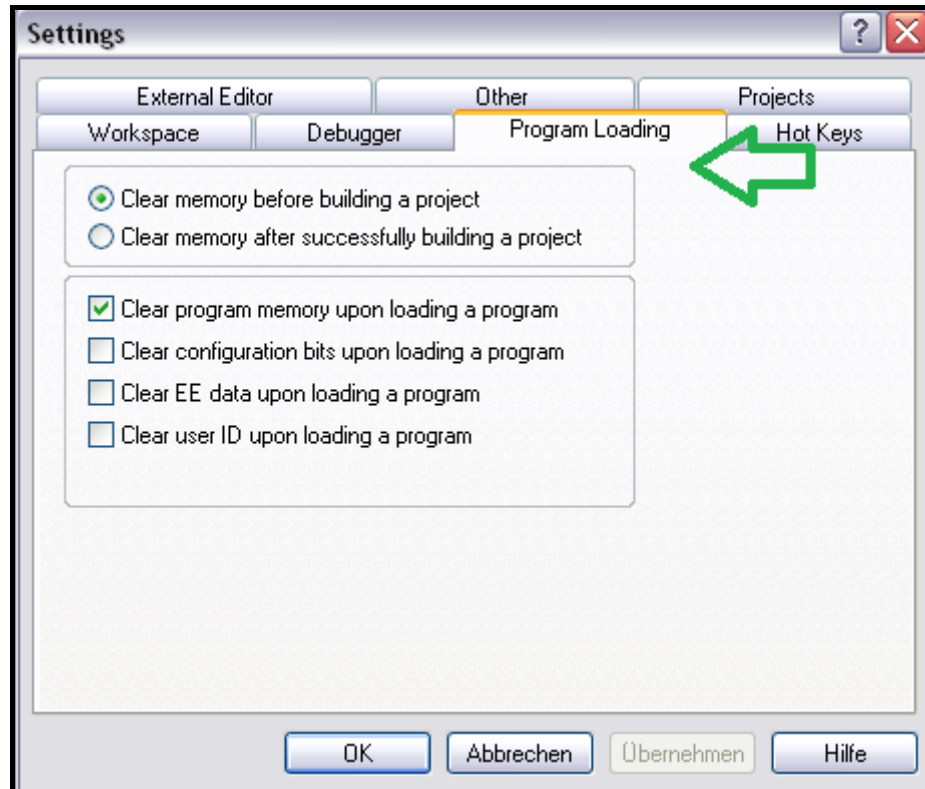 Settings
External Editor Other Projects
Workspace Debugger Program Loading Hot Keys
Clear memory before building a project
Clear memory after successfully building a project
Clear program memory upon loading a program
Clear configuration bits upon loading a program
Clear EE data upon loading a program
Clear user ID upon loading a program
OK Abbrechen Übernehmen Hilfe